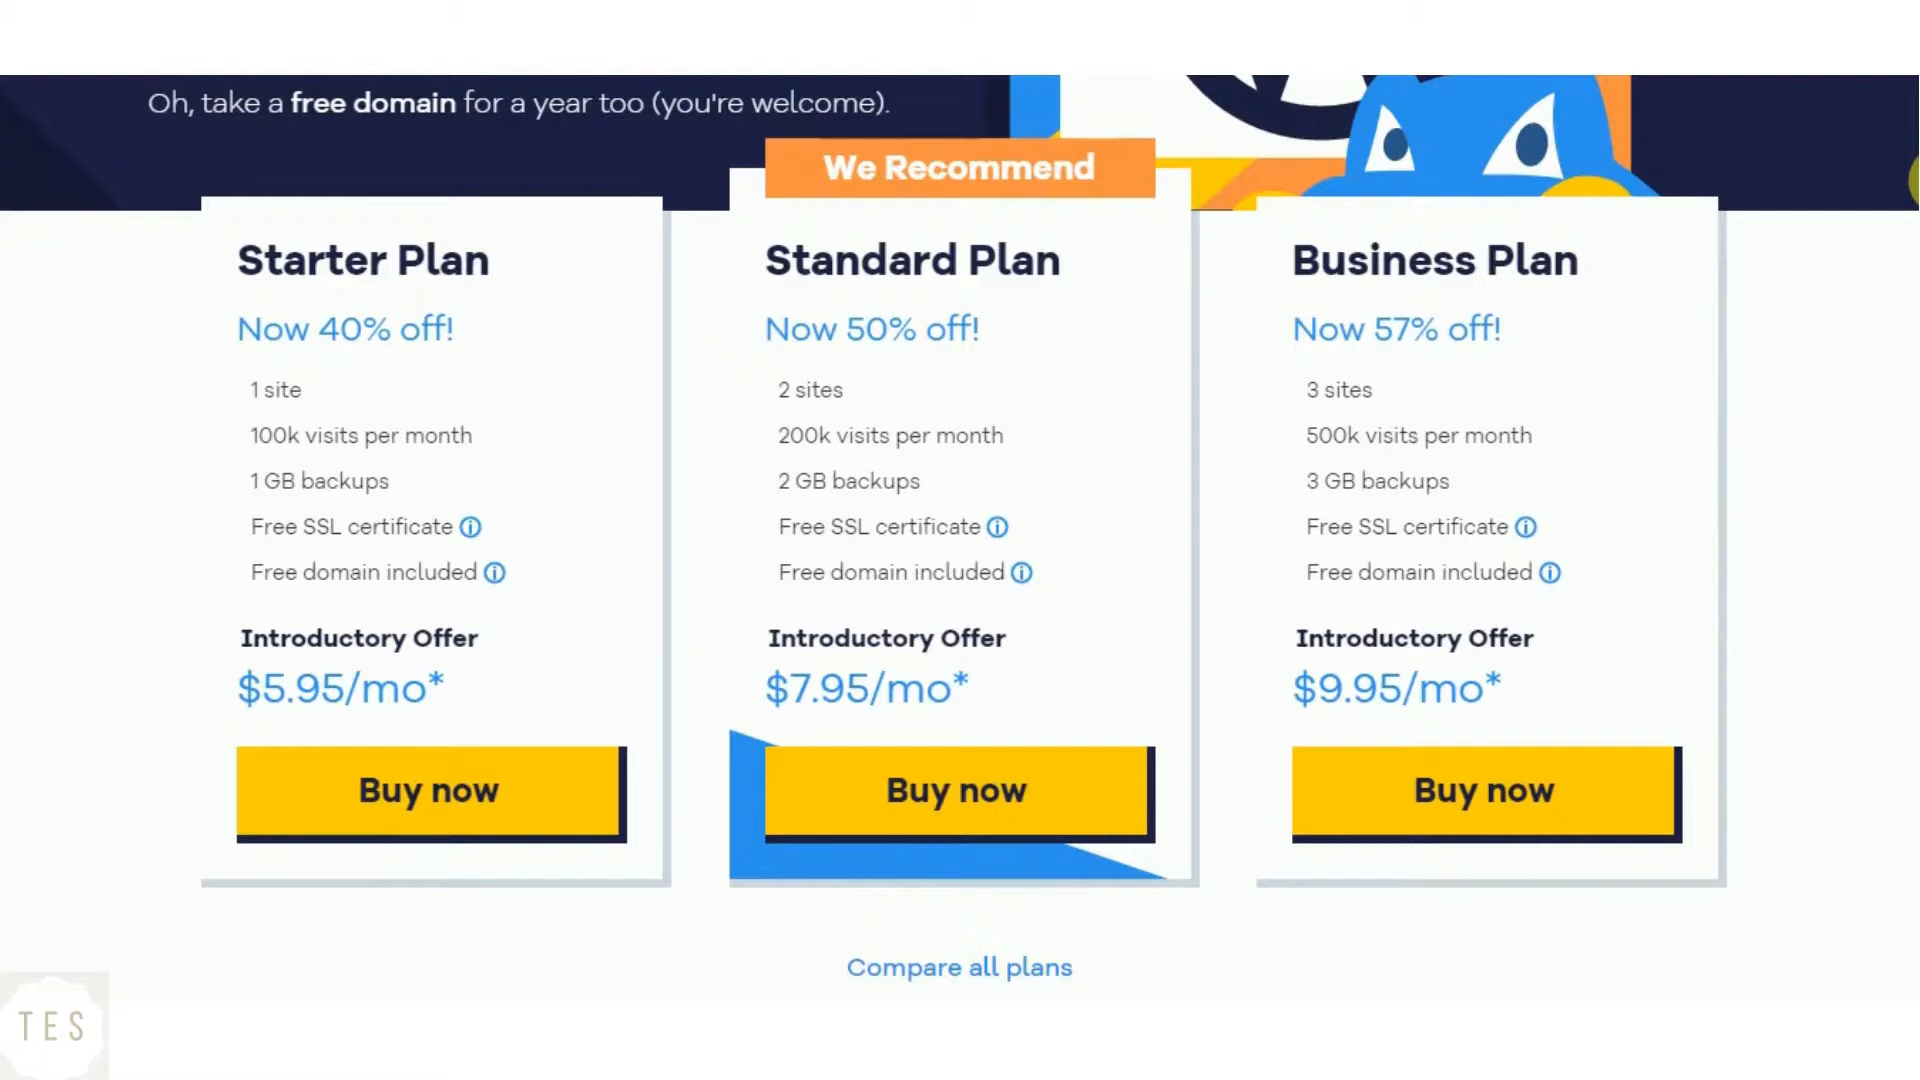 Oh, take a free domain for a year too (you're welcome).
We Recommend
Starter Plan
Now 40% off!
1 site
100k visits per month
1 GB backups
Free SSL certificate
Free domain included
Introductory Offer
$5.95/mo*
Buy now
Standard Plan
Now 50% off!
2 sites
200k visits per month
2 GB backups
Free SSL certificate
Free domain included
Introductory Offer
$7.95/mo*
Buy now
Business Plan
Now 57% off!
3 sites
500k visits per month
3 GB backups
Free SSL certificate
Free domain included
Introductory Offer
$9.95/mo*
Buy now
Compare all plans
TES